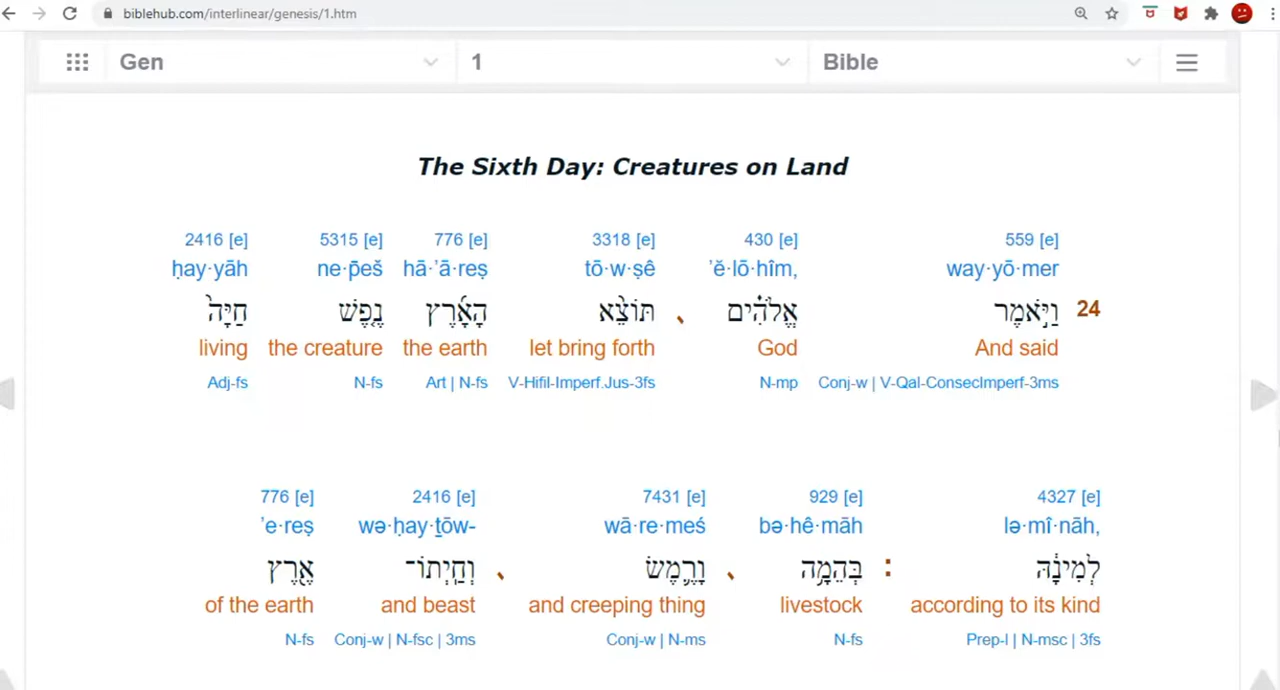 biblehub.com/interlinear/genesis/1.htm
Gen 1 Bible
The Sixth Day: Creatures on Land
2416 [e] 5315 [e] 776 [e] 3318 [e] 430 [e] 559 [e]
ḥay·yāh ne·p̄eš hā·’ā·reṣ tō·w·ṣê ’ĕ·lō·hîm, way·yō·mer
24 וַיֹּ֣אמֶר אֱלֹהִ֗ים 、 תּוֹצֵ֨א הָאָ֜רֶץ נֶ֤פֶשׁ חַיָּה֙
living the creature the earth let bring forth God And said
Adj-fs N-fs Art | N-fs V-Hifil-Imperf.Jus-3fs N-mp Conj-w | V-Qal-ConsecImperf-3ms
776 [e] 2416 [e] 7431 [e] 929 [e] 4327 [e]
’e·reṣ wə·ḥay·ṯōw- wā·re·meś bə·hê·māh lə·mî·nāh,
לְמִינָ֔הּ : בְּהֵמָ֥ה 、 וָרֶ֛מֶשׂ 、 וְחַֽיְתוֹ־ אֶ֖רֶץ
of the earth and beast and creeping thing livestock according to its kind
N-fs Conj-w | N-fsc | 3ms Conj-w | N-ms N-fs Prep-l | N-msc | 3fs